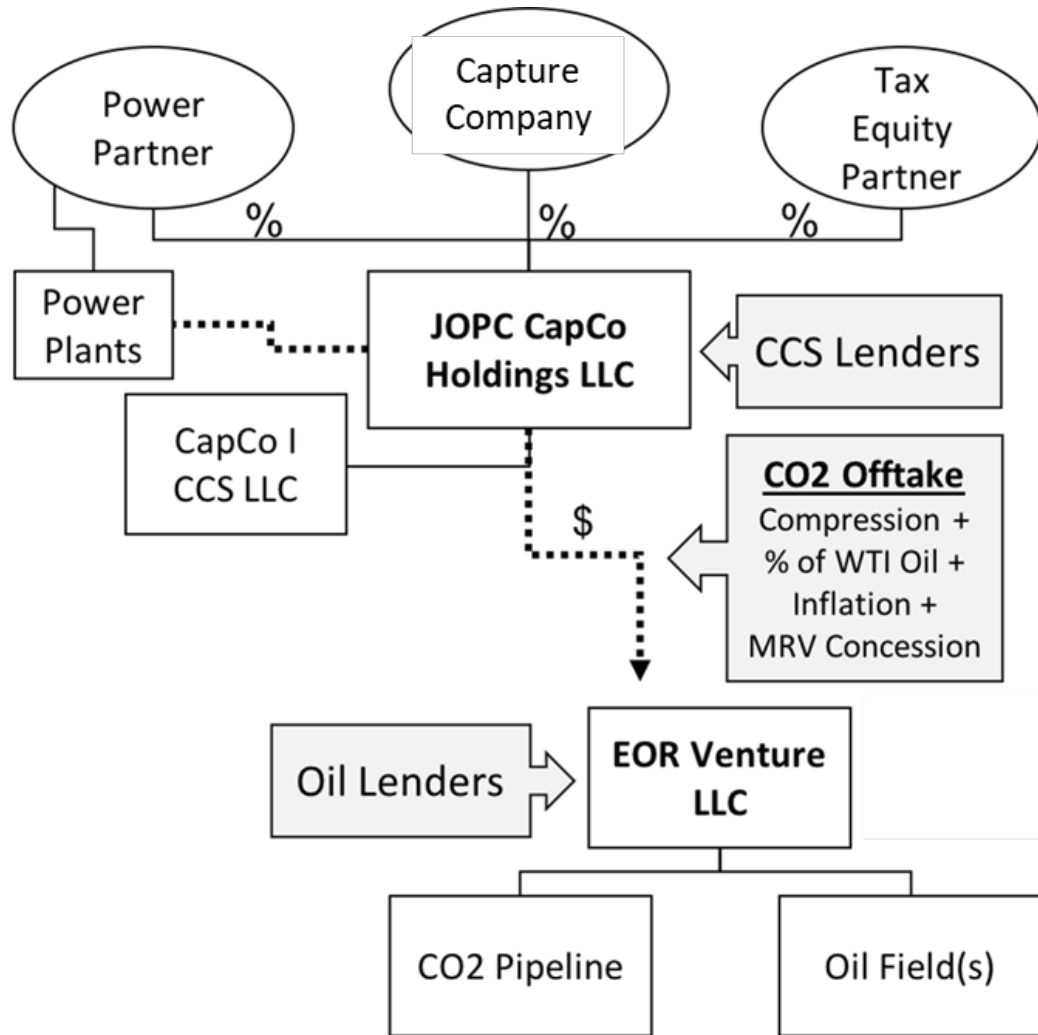 Power
Partner
Capture
Company
Tax
Equity
Partner
%
%
%
Power
Plants
JOPC CapCo
Holdings LLC
CCS Lenders
CapCo I
CCS LLC
$
CO2 Offtake
Compression +
% of WTI Oil +
Inflation +
MRV Concession
Oil Lenders
EOR Venture
LLC
CO2 Pipeline
Oil Field(s)